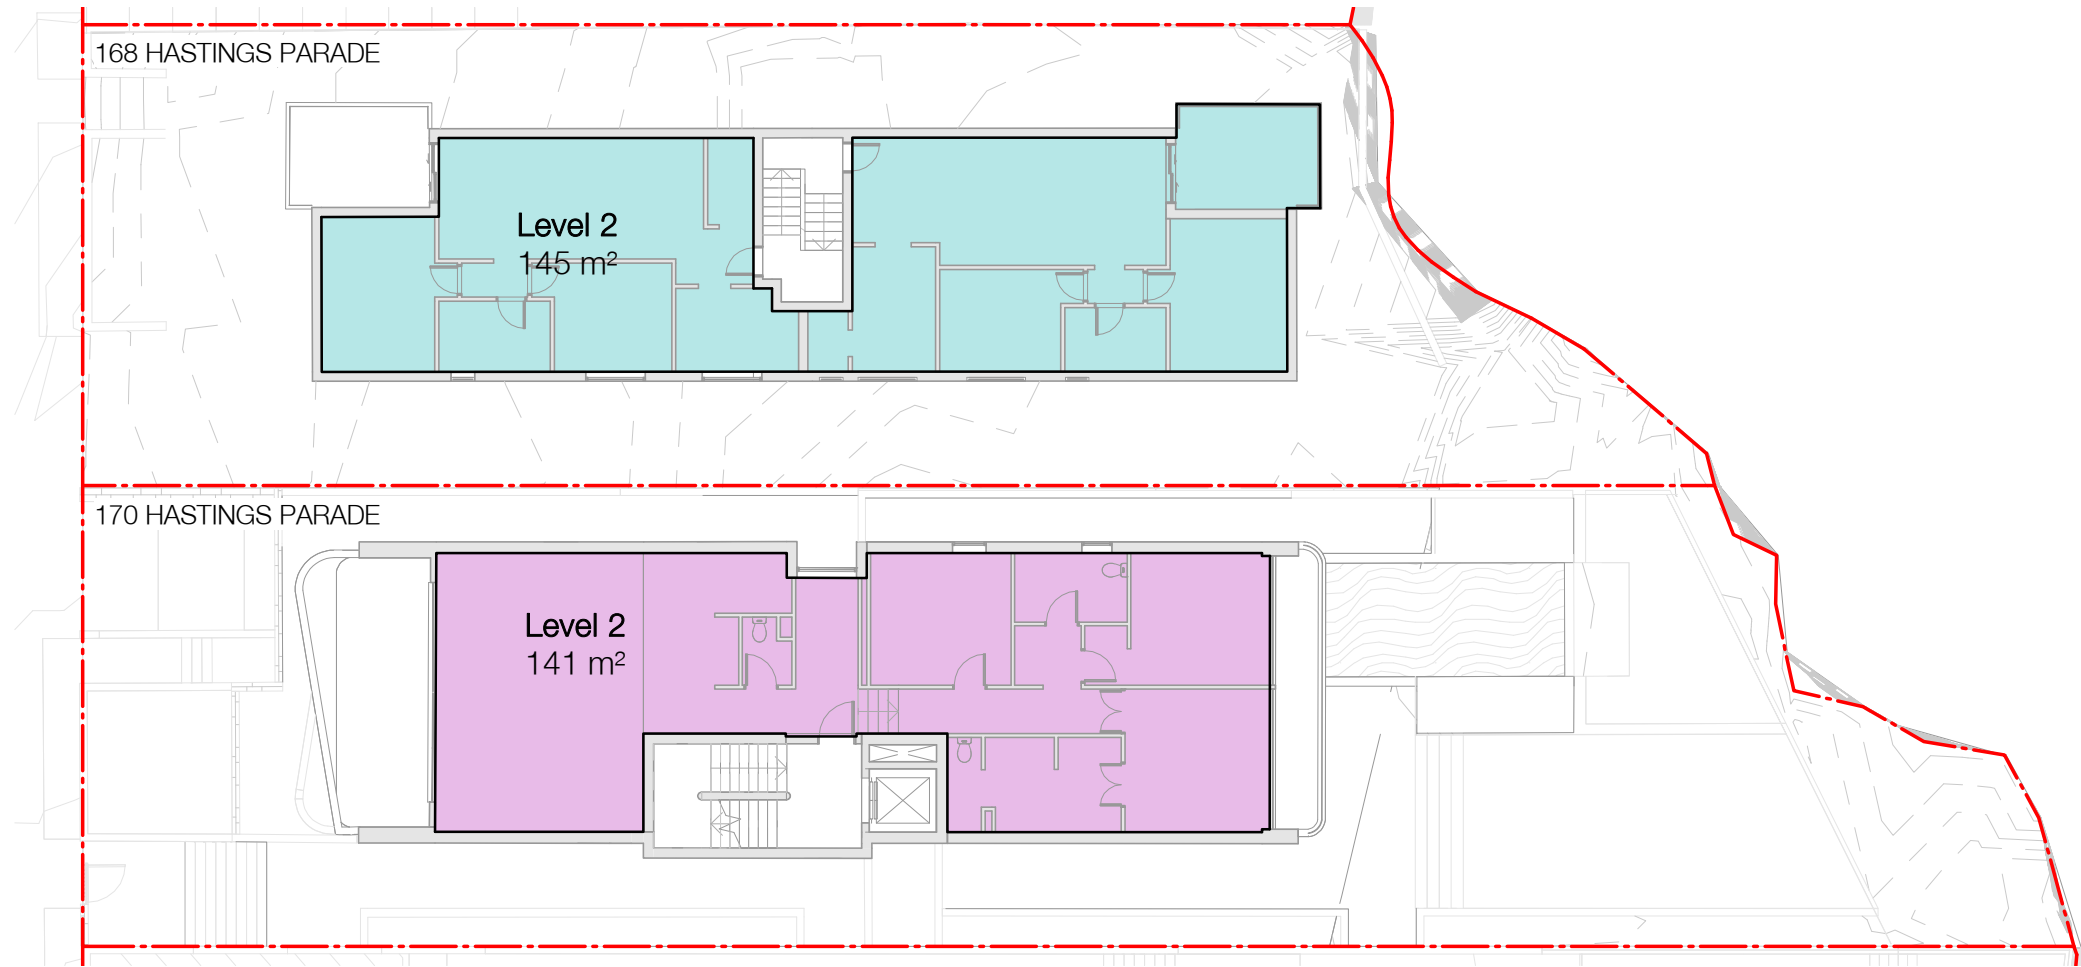 168 HASTINGS PARADE
Level 2
145 m²
170 HASTINGS PARADE
Level 2
141 m²